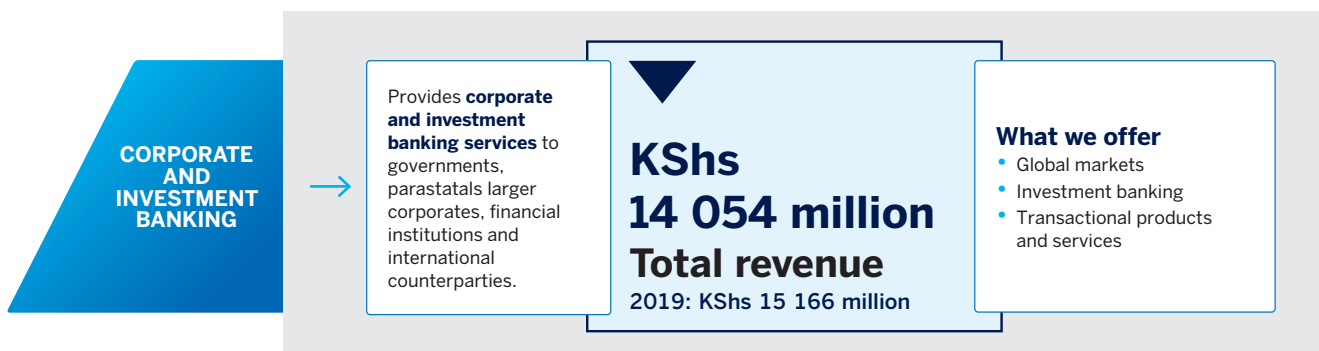 CORPORATE
AND
INVESTMENT
BANKING
Provides corporate
and investment
banking services to
governments,
parastatals larger
corporates, financial
institutions and
international
counterparties.
KShs
14 054 million
Total revenue
2019: KShs 15 166 million
What we offer
• Global markets
• Investment banking
• Transactional products
and services